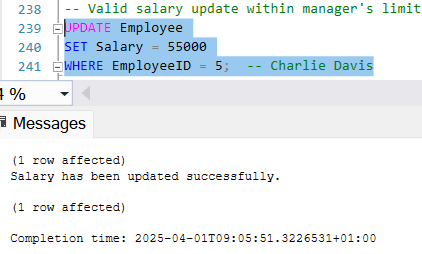 238 -- Valid salary update within manager's limit
239 UPDATE Employee
240 SET Salary = 55000
241 WHERE EmployeeID = 5;  -- Charlie Davis
%
Messages
(1 row affected)
Salary has been updated successfully.
(1 row affected)
Completion time: 2025-04-01T09:05:51.3226531+01:00